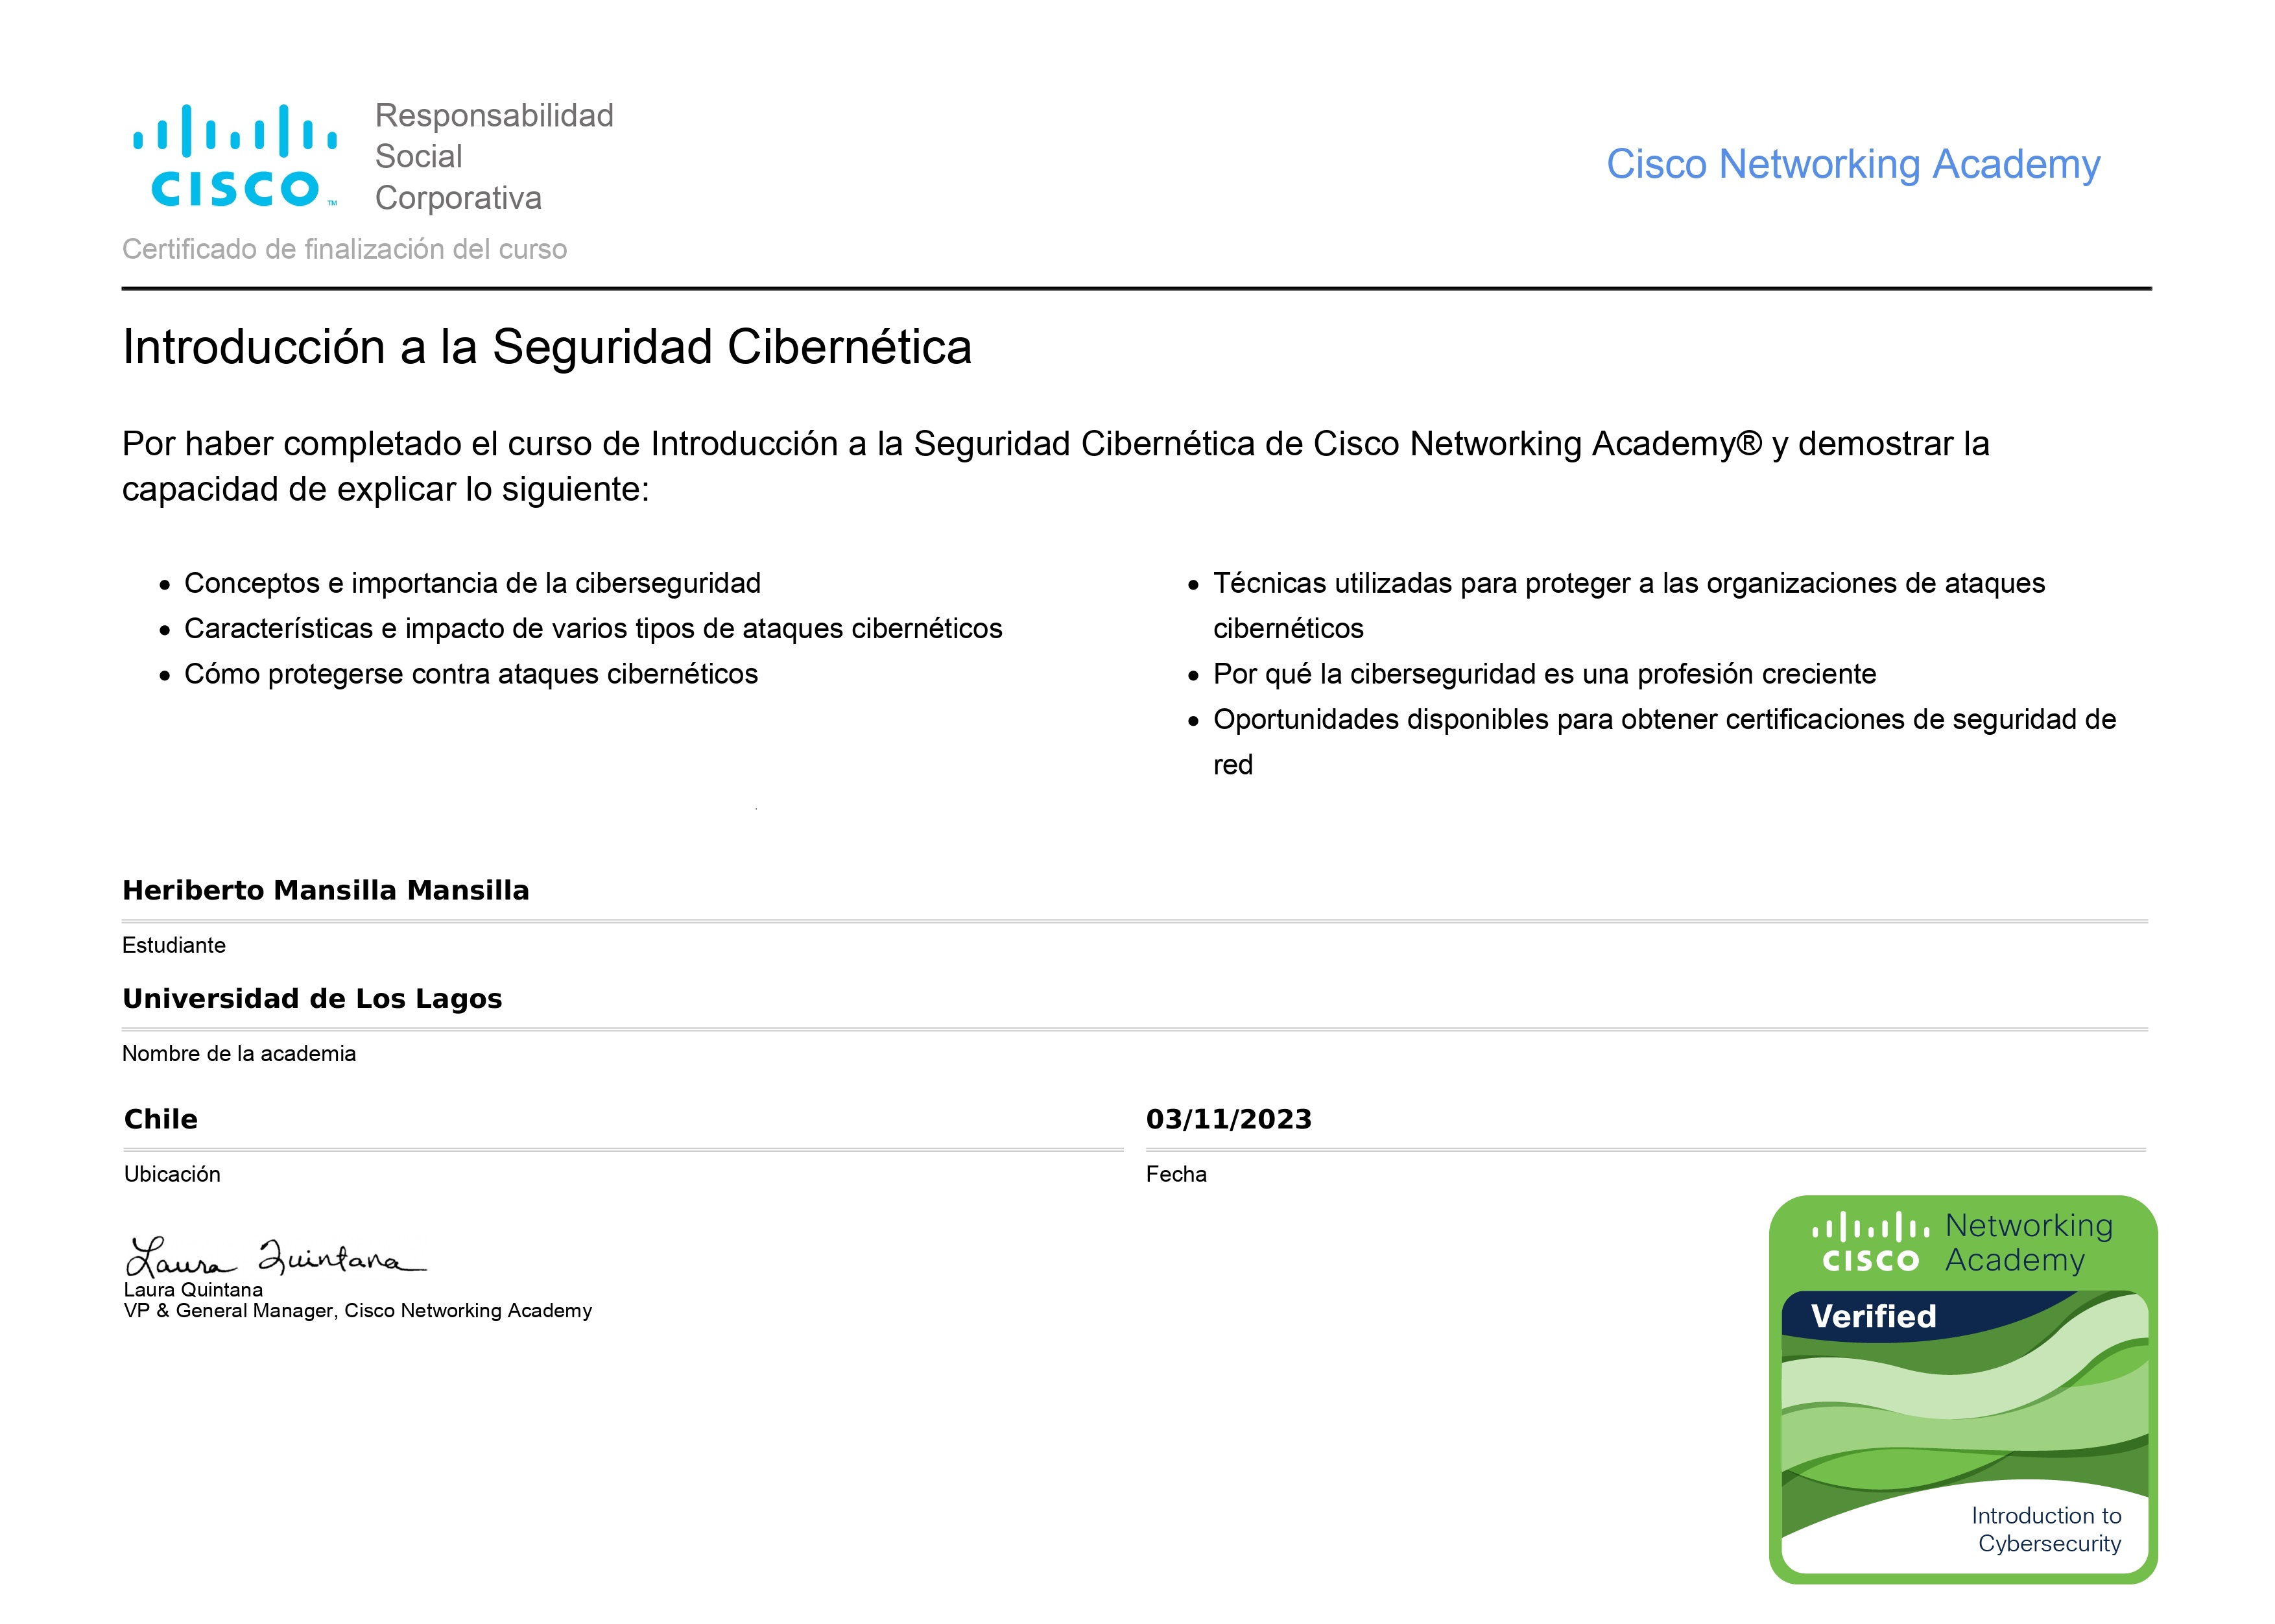 CISCO™
Responsabilidad
Social
Corporativa
Cisco Networking Academy
Certificado de finalización del curso
Introducción a la Seguridad Cibernética
Por haber completado el curso de Introducción a la Seguridad Cibernética de Cisco Networking Academy® y demostrar la
capacidad de explicar lo siguiente:
• Conceptos e importancia de la ciberseguridad
• Características e impacto de varios tipos de ataques cibernéticos
• Cómo protegerse contra ataques cibernéticos
• Técnicas utilizadas para proteger a las organizaciones de ataques
cibernéticos
• Por qué la ciberseguridad es una profesión creciente
• Oportunidades disponibles para obtener certificaciones de seguridad de
red
Heriberto Mansilla Mansilla
Estudiante
Universidad de Los Lagos
Nombre de la academia
Chile
Ubicación
03/11/2023
Fecha
Laura Quintana
Laura Quintana
VP & General Manager, Cisco Networking Academy
CISCO
Networking
Academy
Verified
Introduction to
Cybersecurity